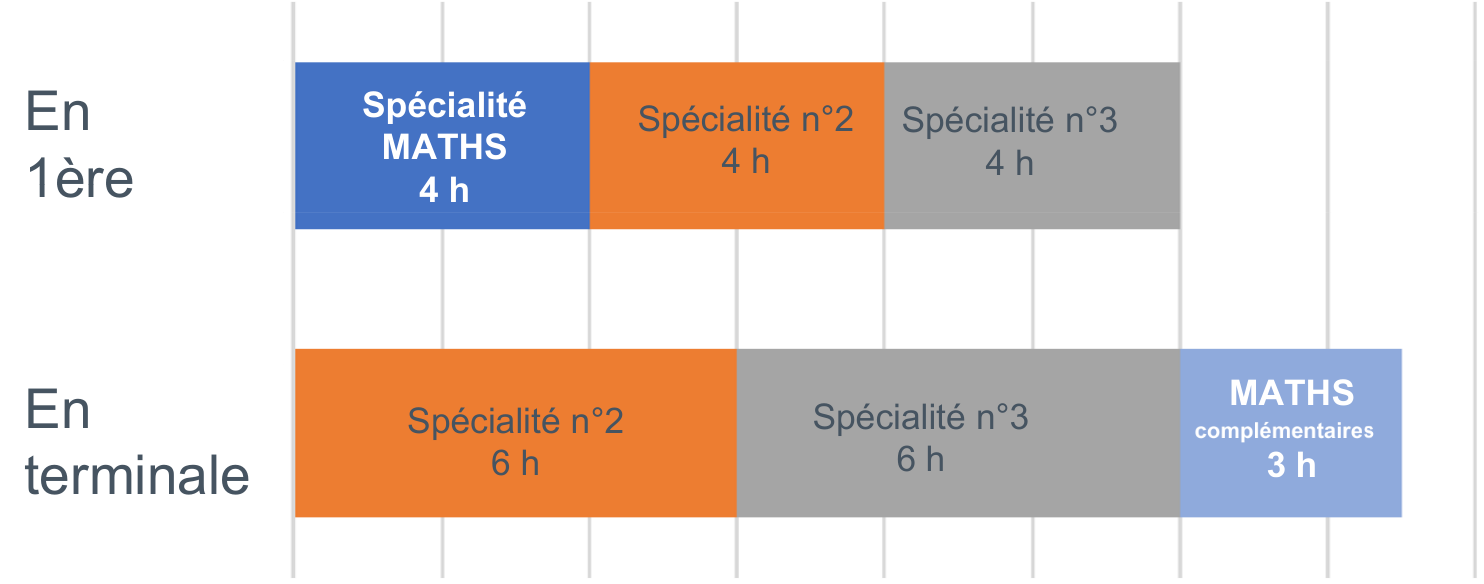 En
1ère
Spécialité
MATHS
4 h
Spécialité n°2
4 h
Spécialité n°3
4 h
En
terminale
Spécialité n°2
6 h
Spécialité n°3
6 h
MATHS
complémentaires
3 h